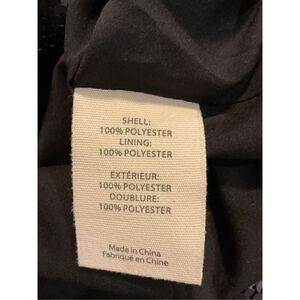 SHELL:
100% POLYESTER
LINING:
100% POLYESTER
EXTÉRIEUR:
100% POLYESTER
DOUBLURE:
100% POLYESTER
Made in China
Fabriqué en Chine